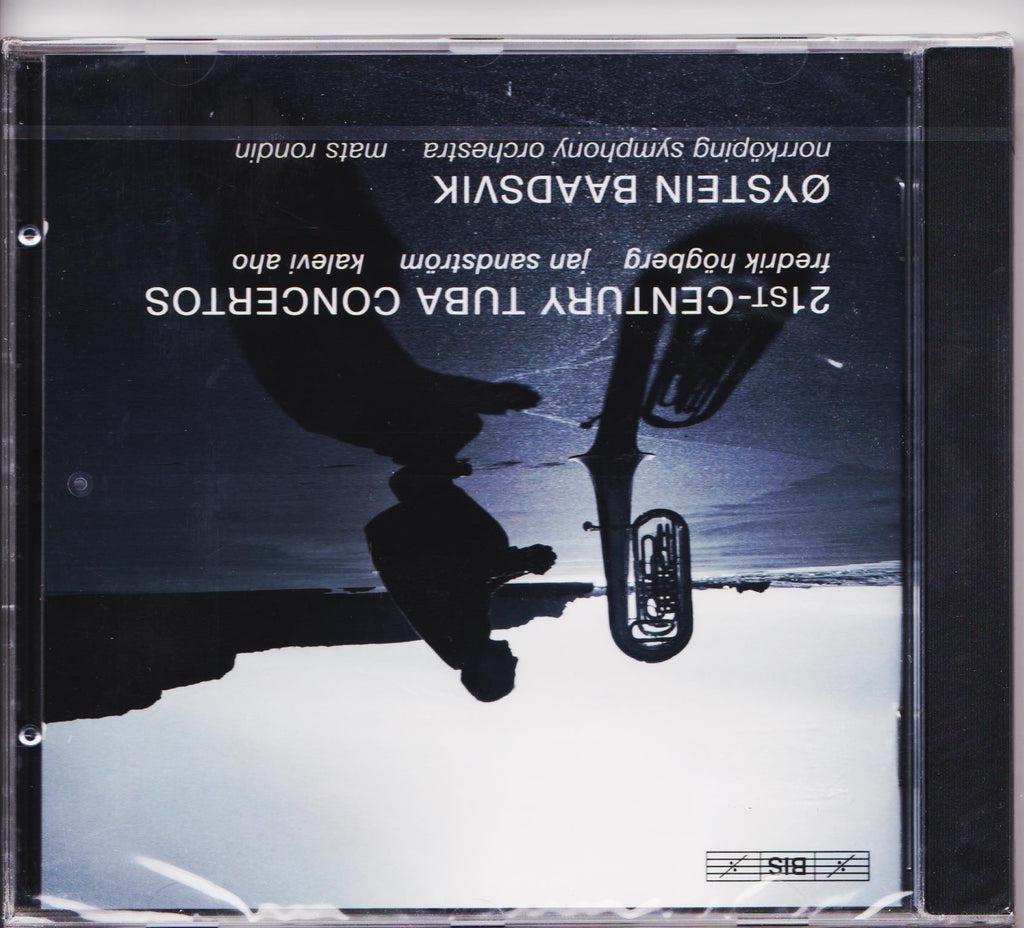 BIS
21ST-CENTURY TUBA CONCERTOS
fredrik högberg jan sandström kalevi aho
ØYSTEIN BAADSVIK
norrköping symphony orchestra · mats rondin